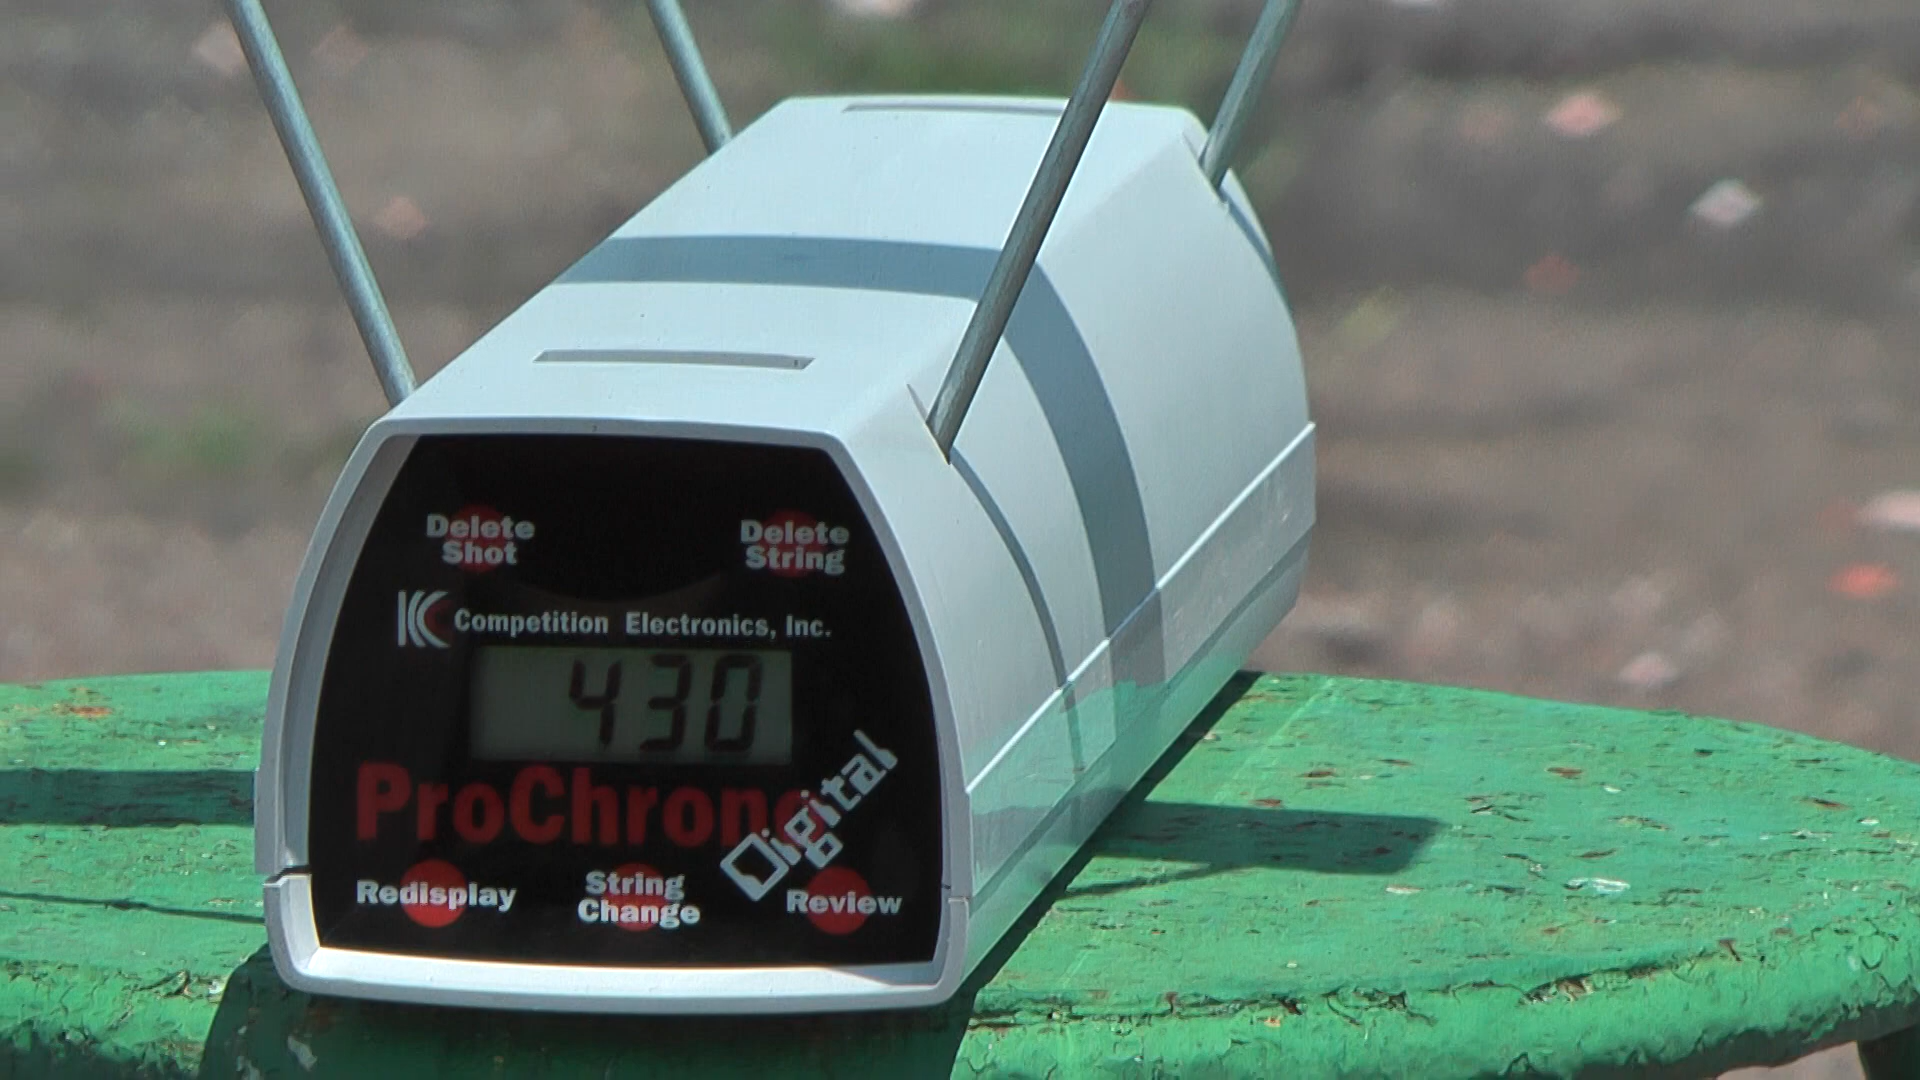 Delete
Shot
Delete
String
Competition Electronics, Inc.
430
ProChrono
Digital
Redisplay
String
Change
Review